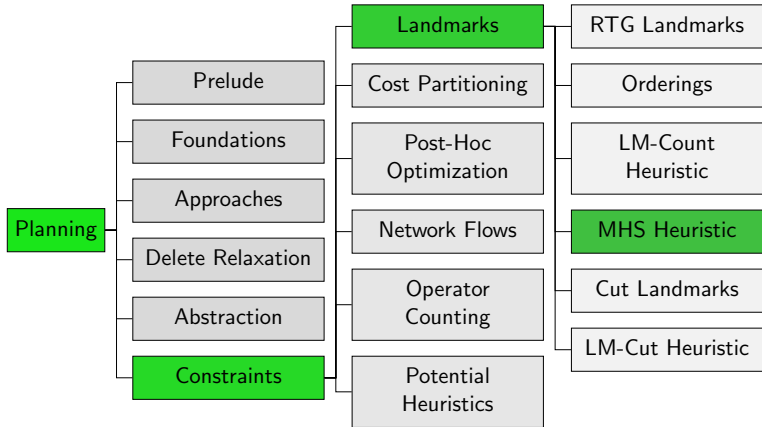 Planning
Prelude
Foundations
Approaches
Delete Relaxation
Abstraction
Constraints
Landmarks
Cost Partitioning
Post-Hoc
Optimization
Network Flows
Operator
Counting
Potential
Heuristics
RTG Landmarks
Orderings
LM-Count
Heuristic
MHS Heuristic
Cut Landmarks
LM-Cut Heuristic